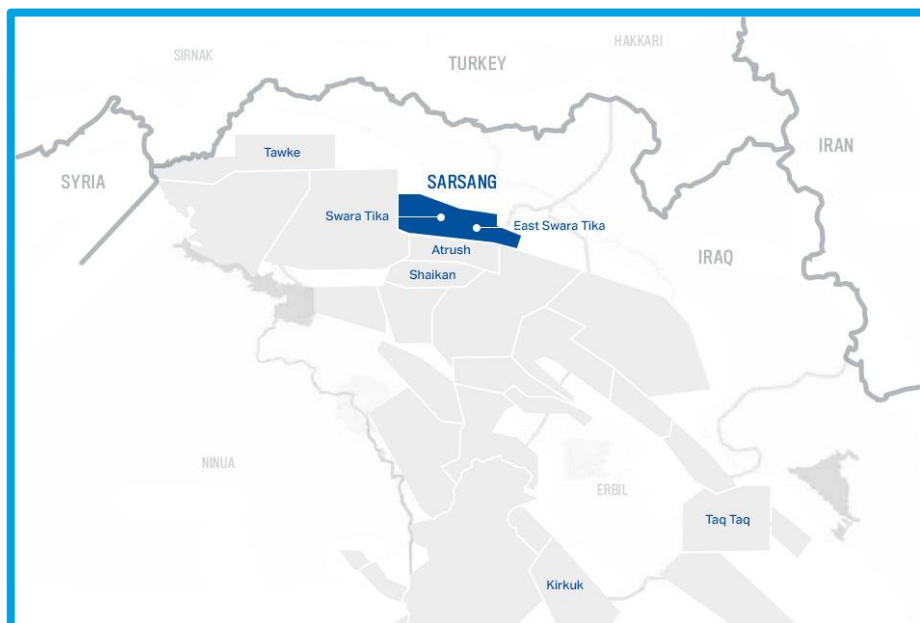 HAKKARI
SIRNAK
TURKEY
IRAN
Tawke
SYRIA
SARSANG
Swara Tika
East Swara Tika
Atrush
IRAQ
Shaikan
NINUA
ERBIL
Taq Taq
Kirkuk